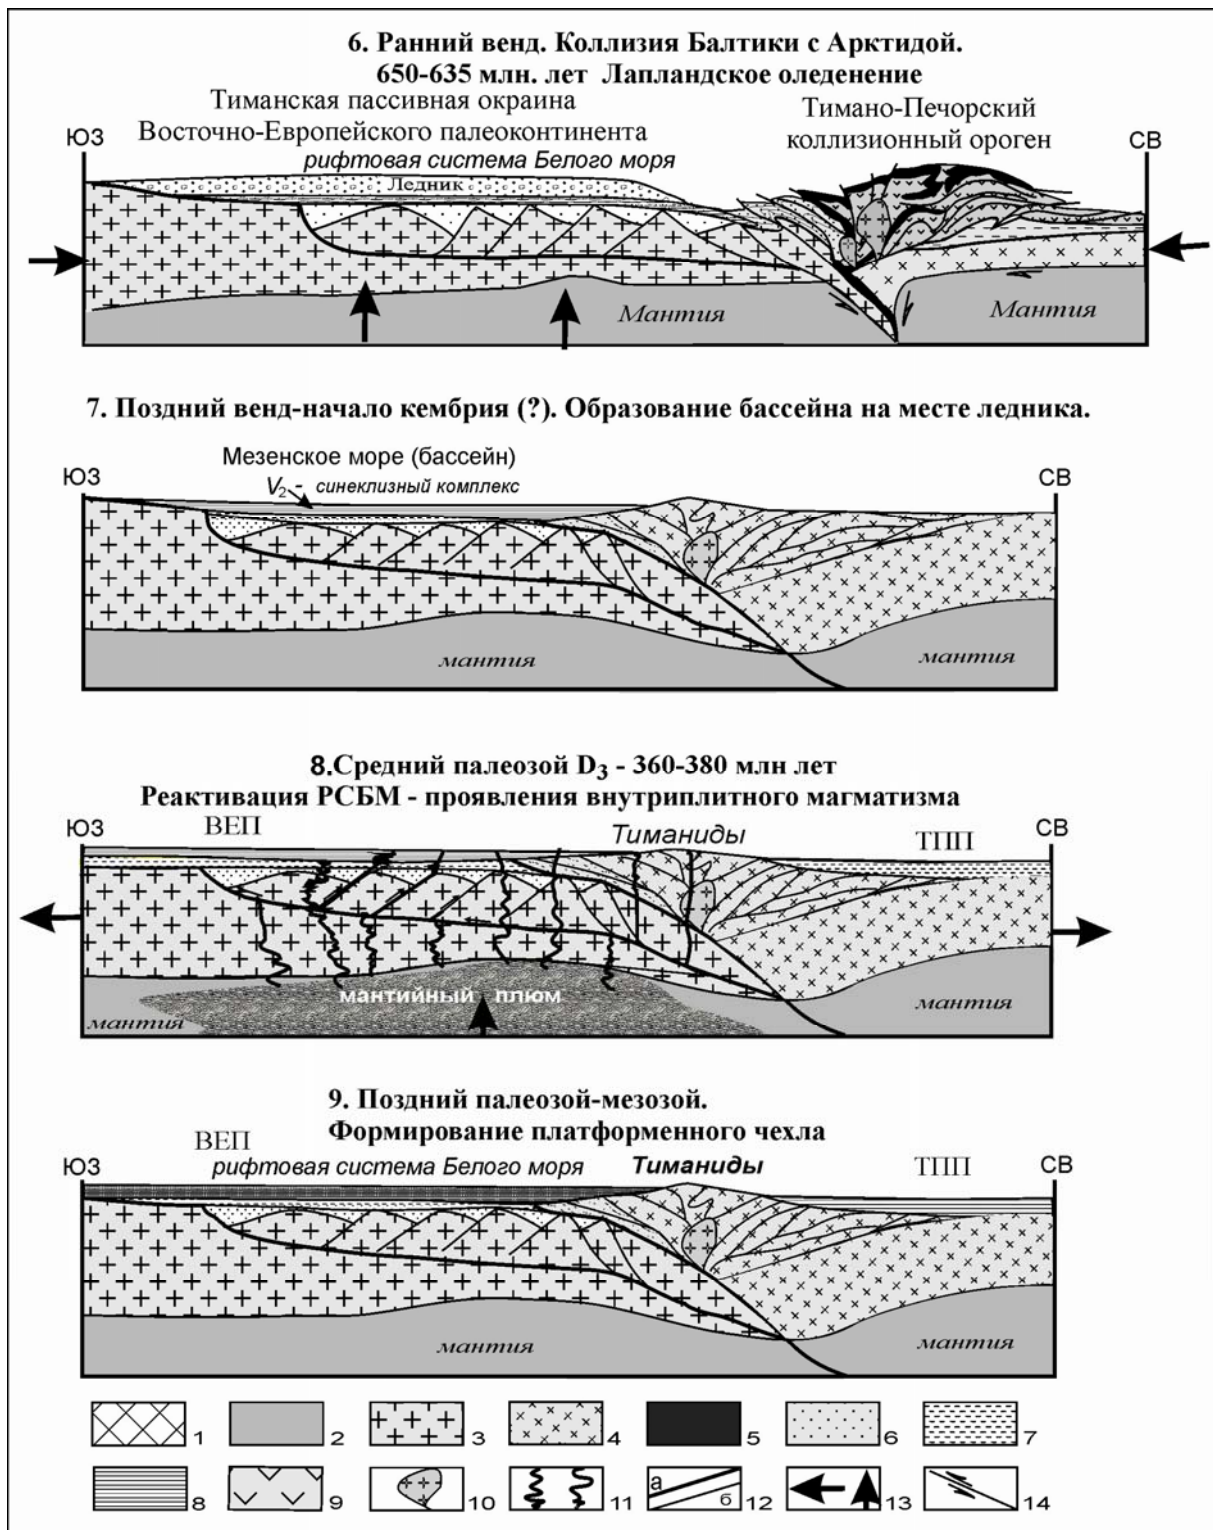 6. Ранний венд. Коллизия Балтики с Арктидой.
650-635 млн. лет Лапландское оледенение
Тиманская пассивная окраина
Восточно-Европейского палеоконтинента
Тимано-Печорский
коллизионный ороген
ЮЗ
рифтовая система Белого моря
СВ
Ледник
Мантия
Мантия
7. Поздний венд-начало кембрия (?). Образование бассейна на месте ледника.
Мезенское море (бассейн)
ЮЗ
V2 - синеклизный комплекс
СВ
мантия
мантия
8.Средний палеозой D3 - 360-380 млн лет
Реактивация РСБМ - проявления внутриплитного магматизма
ЮЗ
ВЕП
Тиманиды
ТПП
СВ
мантийный плюм
мантия
мантия
9. Поздний палеозой-мезозой.
Формирование платформенного чехла
ВЕП
ЮЗ
рифтовая система Белого моря
Тиманиды
ТПП
СВ
мантия
мантия
1 2 3 4 5 6 7
8 9 10 11 а б 12 13 14